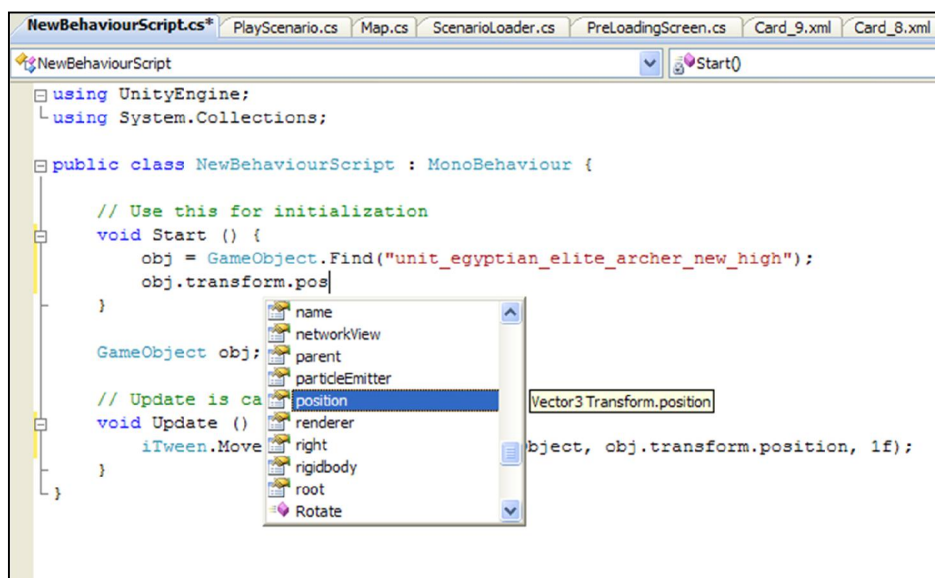 NewBehaviourScript.cs* PlayScenario.cs Map.cs ScenarioLoader.cs PreLoadingScreen.cs Card_9.xml Card_8.xml
NewBehaviourScript Start()
using UnityEngine;
using System.Collections;
public class NewBehaviourScript : MonoBehaviour {
// Use this for initialization
void Start () {
obj = GameObject.Find("unit_egyptian_elite_archer_new_high");
obj.transform.pos
}
name
networkView
GameObject obj; parent
particleEmitter
// Update is ca position Vector3 Transform.position
void Update () renderer
iTween.Move right bject, obj.transform.position, 1f);
} rigidbody
} root
Rotate